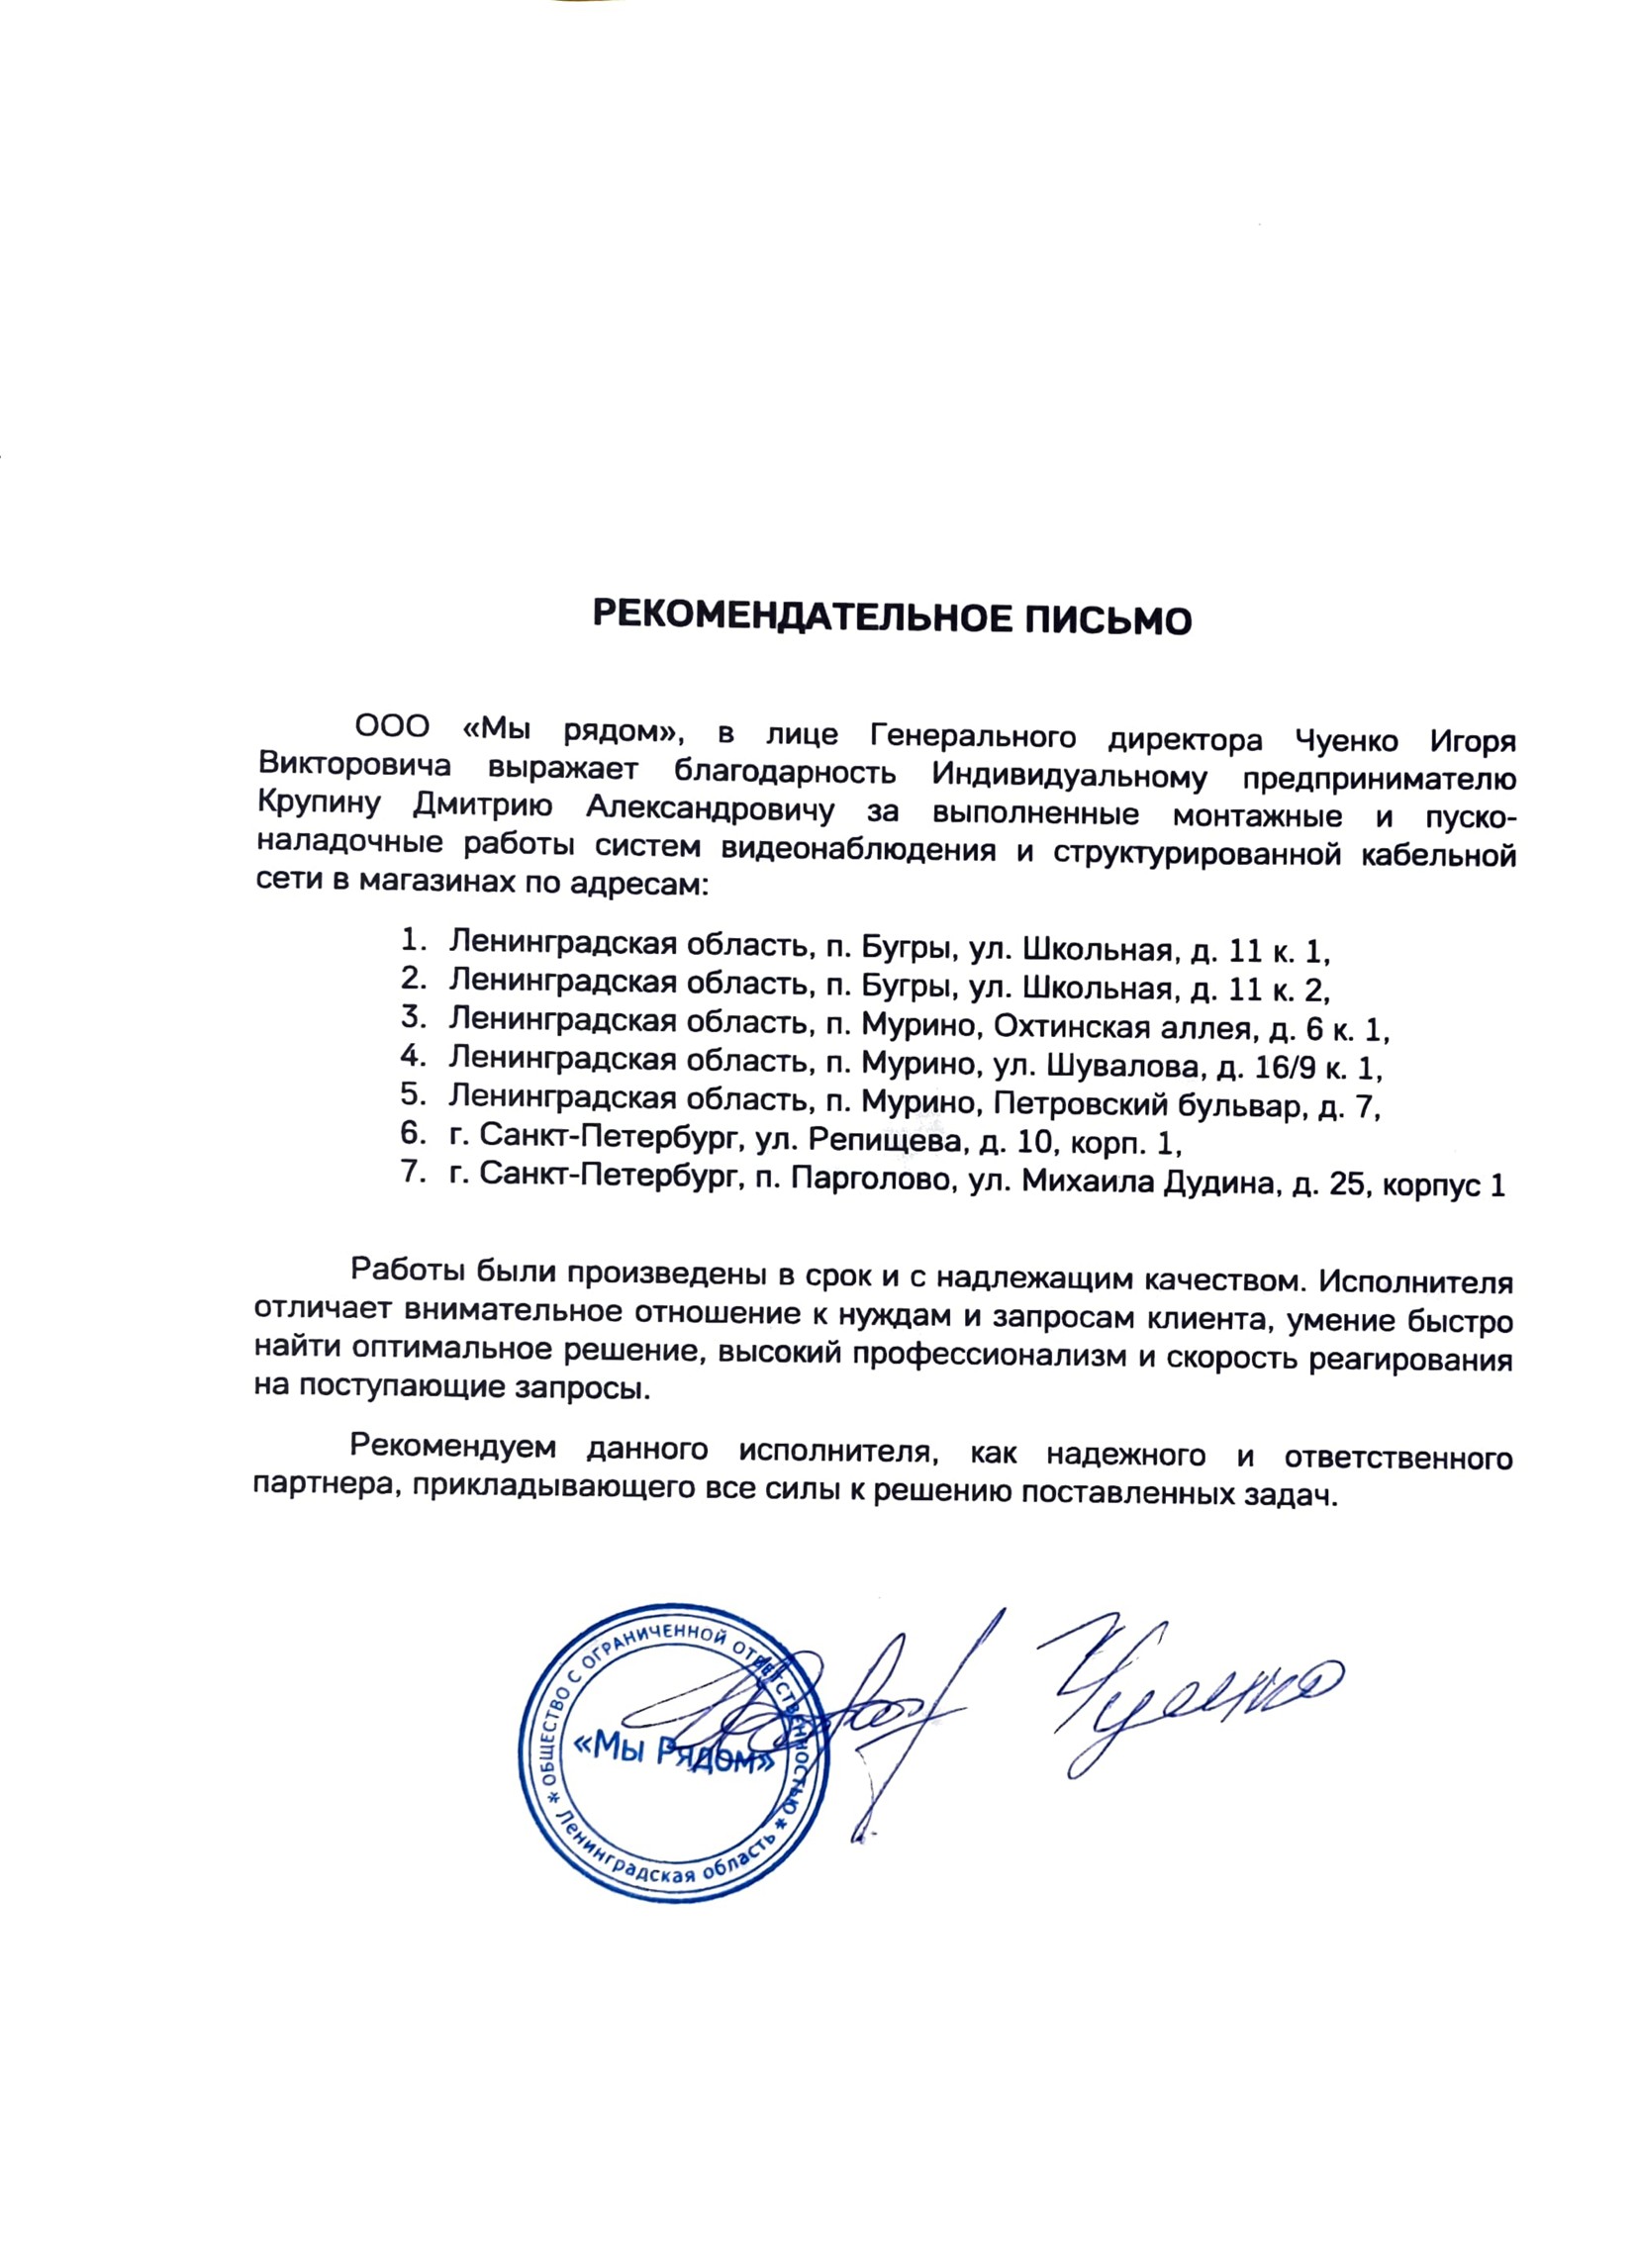 РЕКОМЕНДАТЕЛЬНОЕ ПИСЬМО
ООО «Мы рядом», в лице Генерального директора Чуенко Игоря
Викторовича выражает благодарность Индивидуальному предпринимателю
Крупину Дмитрию Александровичу за выполненные монтажные и пуско-
наладочные работы систем видеонаблюдения и структурированной кабельной
сети в магазинах по адресам:
1. Ленинградская область, п. Бугры, ул. Школьная, д. 11 к. 1,
2. Ленинградская область, п. Бугры, ул. Школьная, д. 11 к. 2,
3. Ленинградская область, п. Мурино, Охтинская аллея, д. 6 к. 1,
4. Ленинградская область, п. Мурино, ул. Шувалова, д. 16/9 к. 1,
5. Ленинградская область, п. Мурино, Петровский бульвар, д. 7,
6. г. Санкт-Петербург, ул. Репищева, д. 10, корп. 1,
7. г. Санкт-Петербург, п. Парголово, ул. Михаила Дудина, д. 25, корпус 1
Работы были произведены в срок и с надлежащим качеством. Исполнителя
отличает внимательное отношение к нуждам и запросам клиента, умение быстро
найти оптимальное решение, высокий профессионализм и скорость реагирования
на поступающие запросы.
Рекомендуем данного исполнителя, как надежного и ответственного
партнера, прикладывающего все силы к решению поставленных задач.
ОБЩЕСТВО С ОГРАНИЧЕННОЙ ОТВЕТСТВЕННОСТЬЮ
«Мы Рядом»
* Ленинградская область *
Чуенко